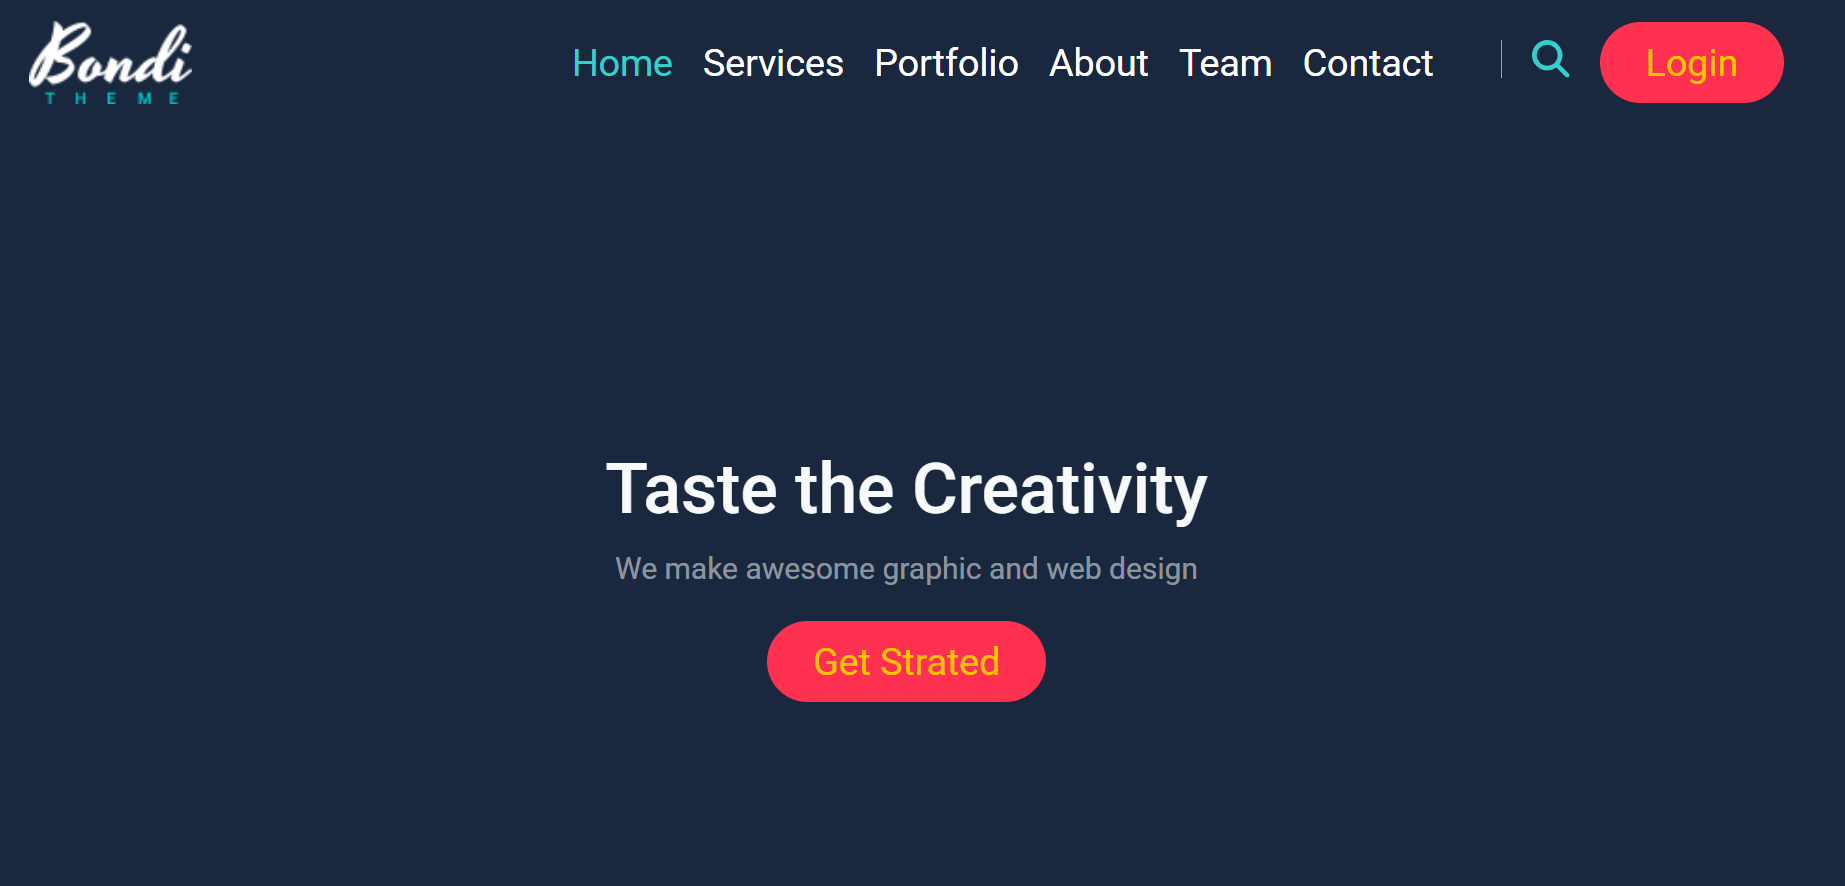 Bondi
THEME
Home Services Portfolio About Team Contact Login
Taste the Creativity
We make awesome graphic and web design
Get Strated